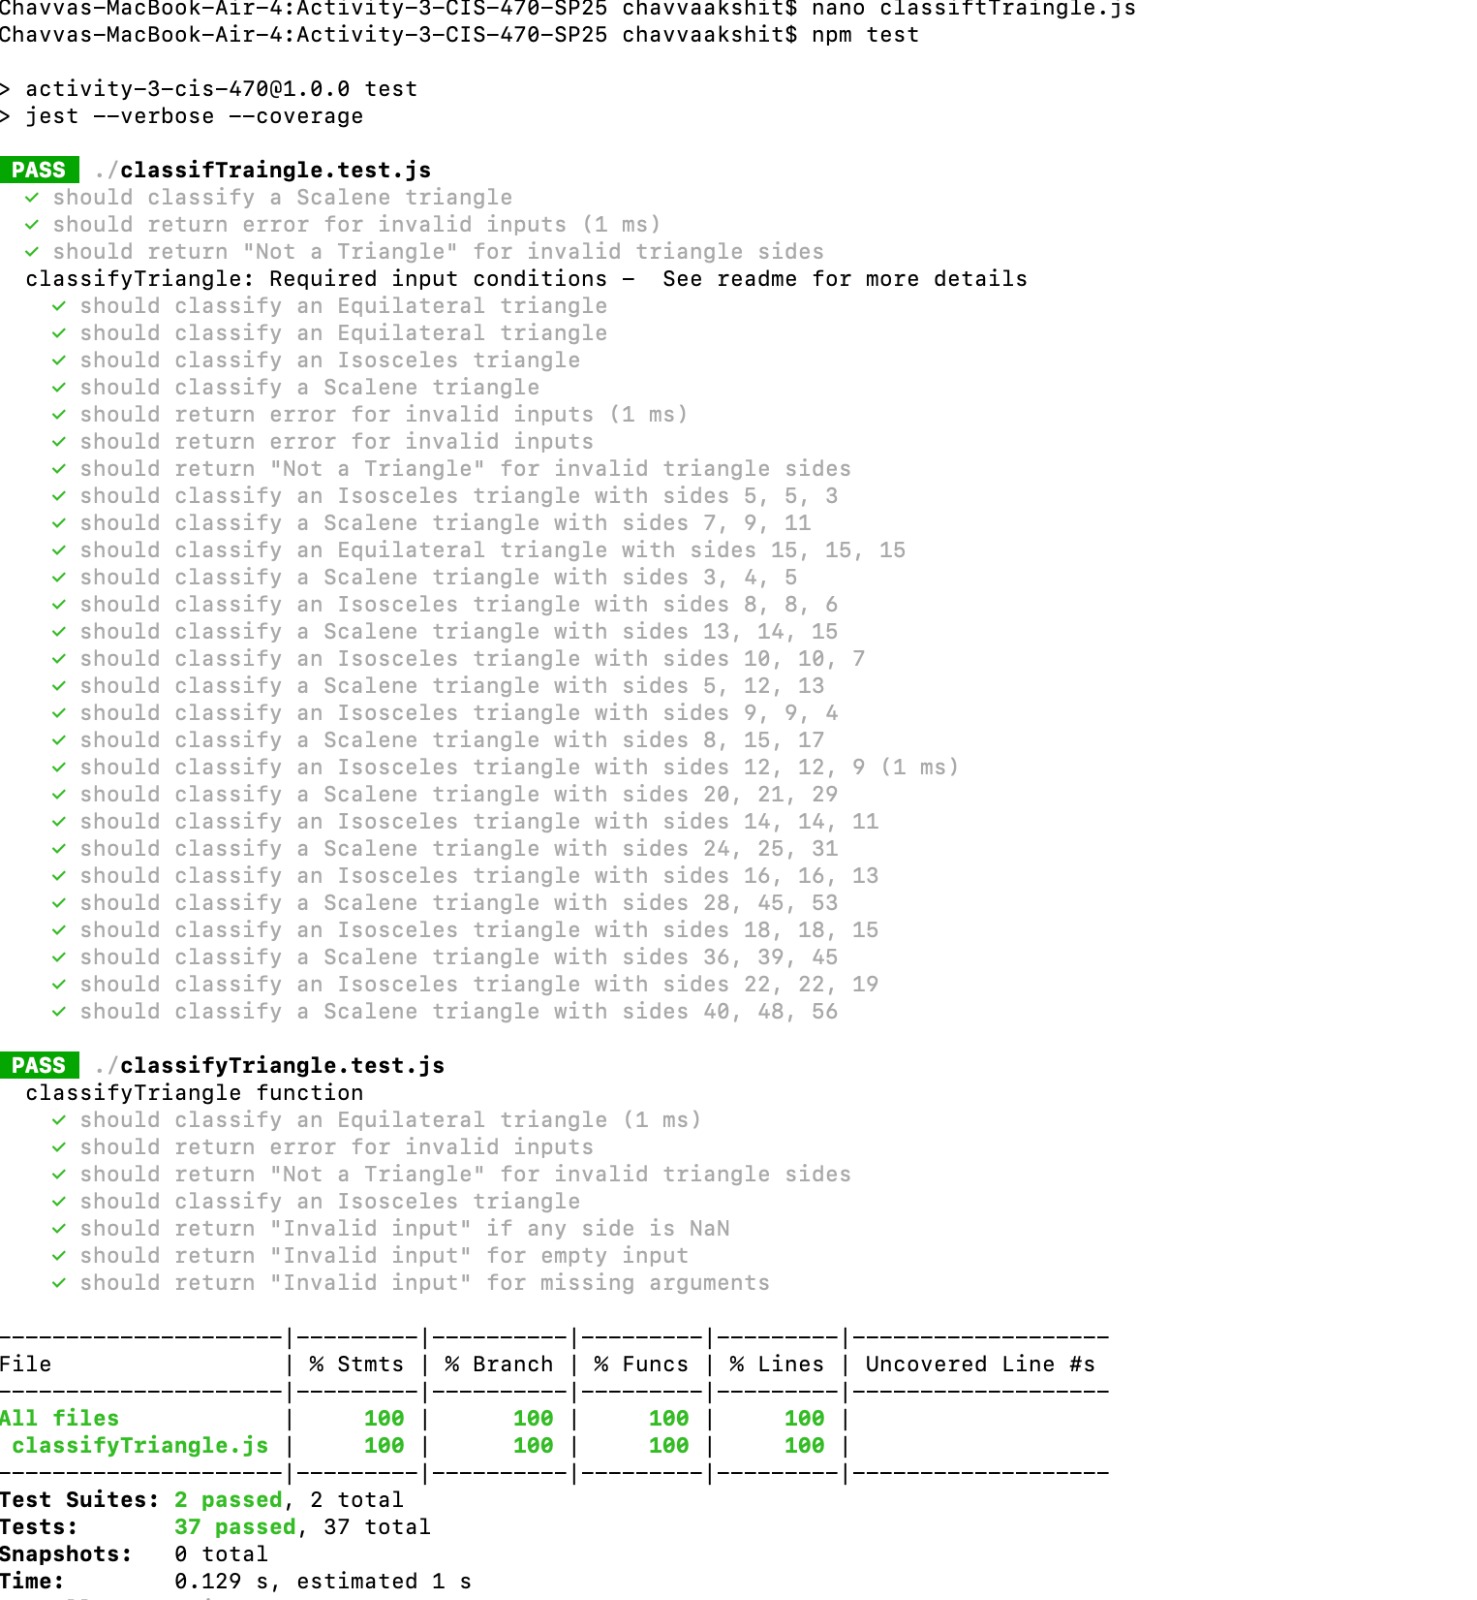 Chavvas-MacBook-Air-4:Activity-3-CIS-470-SP25 chavvaakshit$ nano classiftTraingle.js
Chavvas-MacBook-Air-4:Activity-3-CIS-470-SP25 chavvaakshit$ npm test
> activity-3-cis-470@1.0.0 test
> jest --verbose --coverage
PASS ./classifTraingle.test.js
✓ should classify a Scalene triangle
✓ should return error for invalid inputs (1 ms)
✓ should return "Not a Triangle" for invalid triangle sides
classifyTriangle: Required input conditions –  See readme for more details
✓ should classify an Equilateral triangle
✓ should classify an Equilateral triangle
✓ should classify an Isosceles triangle
✓ should classify a Scalene triangle
✓ should return error for invalid inputs (1 ms)
✓ should return error for invalid inputs
✓ should return "Not a Triangle" for invalid triangle sides
✓ should classify an Isosceles triangle with sides 5, 5, 3
✓ should classify a Scalene triangle with sides 7, 9, 11
✓ should classify an Equilateral triangle with sides 15, 15, 15
✓ should classify a Scalene triangle with sides 3, 4, 5
✓ should classify an Isosceles triangle with sides 8, 8, 6
✓ should classify a Scalene triangle with sides 13, 14, 15
✓ should classify an Isosceles triangle with sides 10, 10, 7
✓ should classify a Scalene triangle with sides 5, 12, 13
✓ should classify an Isosceles triangle with sides 9, 9, 4
✓ should classify a Scalene triangle with sides 8, 15, 17
✓ should classify an Isosceles triangle with sides 12, 12, 9 (1 ms)
✓ should classify a Scalene triangle with sides 20, 21, 29
✓ should classify an Isosceles triangle with sides 14, 14, 11
✓ should classify a Scalene triangle with sides 24, 25, 31
✓ should classify an Isosceles triangle with sides 16, 16, 13
✓ should classify a Scalene triangle with sides 28, 45, 53
✓ should classify an Isosceles triangle with sides 18, 18, 15
✓ should classify a Scalene triangle with sides 36, 39, 45
✓ should classify an Isosceles triangle with sides 22, 22, 19
✓ should classify a Scalene triangle with sides 40, 48, 56
PASS ./classifyTriangle.test.js
classifyTriangle function
✓ should classify an Equilateral triangle (1 ms)
✓ should return error for invalid inputs
✓ should return "Not a Triangle" for invalid triangle sides
✓ should classify an Isosceles triangle
✓ should return "Invalid input" if any side is NaN
✓ should return "Invalid input" for empty input
✓ should return "Invalid input" for missing arguments
---------------------|---------|----------|---------|---------|-------------------
File | % Stmts | % Branch | % Funcs | % Lines | Uncovered Line #s
---------------------|---------|----------|---------|---------|-------------------
All files | 100 | 100 | 100 | 100 |
classifyTriangle.js | 100 | 100 | 100 | 100 |
---------------------|---------|----------|---------|---------|-------------------
Test Suites: 2 passed, 2 total
Tests: 37 passed, 37 total
Snapshots: 0 total
Time: 0.129 s, estimated 1 s